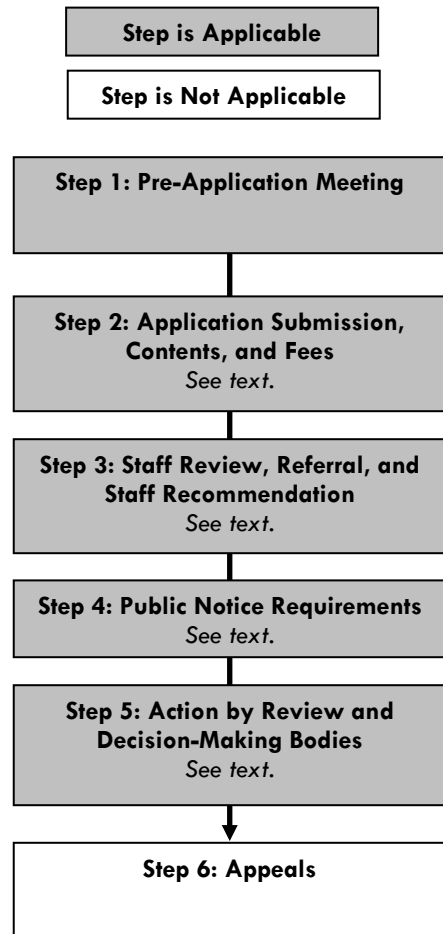 Step is Applicable
Step is Not Applicable
Step 1: Pre-Application Meeting
Step 2: Application Submission,
Contents, and Fees
See text.
Step 3: Staff Review, Referral, and
Staff Recommendation
See text.
Step 4: Public Notice Requirements
See text.
Step 5: Action by Review and
Decision-Making Bodies
See text.
Step 6: Appeals